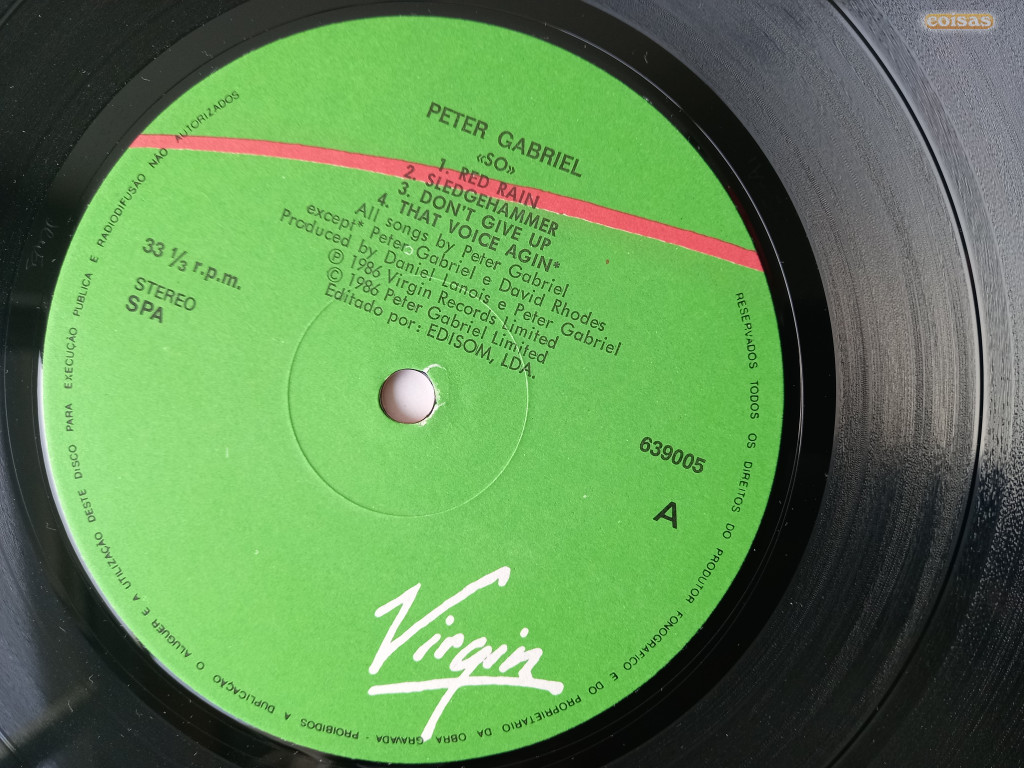 coisas
PETER GABRIEL
«SO»
1. RED RAIN
2. SLEDGEHAMMER
3. DON'T GIVE UP
4. THAT VOICE AGIN*
All songs by Peter Gabriel
except* Peter Gabriel e David Rhodes
Produced by Daniel Lanois e Peter Gabriel
Ⓟ 1986 Virgin Records Limited
© 1986 Peter Gabriel Limited
Editado por: EDISOM, LDA.
33 1/3 r.p.m.
STEREO
SPA
639005
A
Virgin
RESERVADOS TODOS OS DIREITOS DO PRODUTOR FONOGRAFICO E DO PROPRIETARIO DA OBRA GRAVADA - PROIBIDOS A DUPLICAÇÃO O ALUGUER E A UTILIZAÇÃO DESTE DISCO PARA EXECUÇÃO PUBLICA E RADIODIFUSÃO NÃO AUTORIZADOS